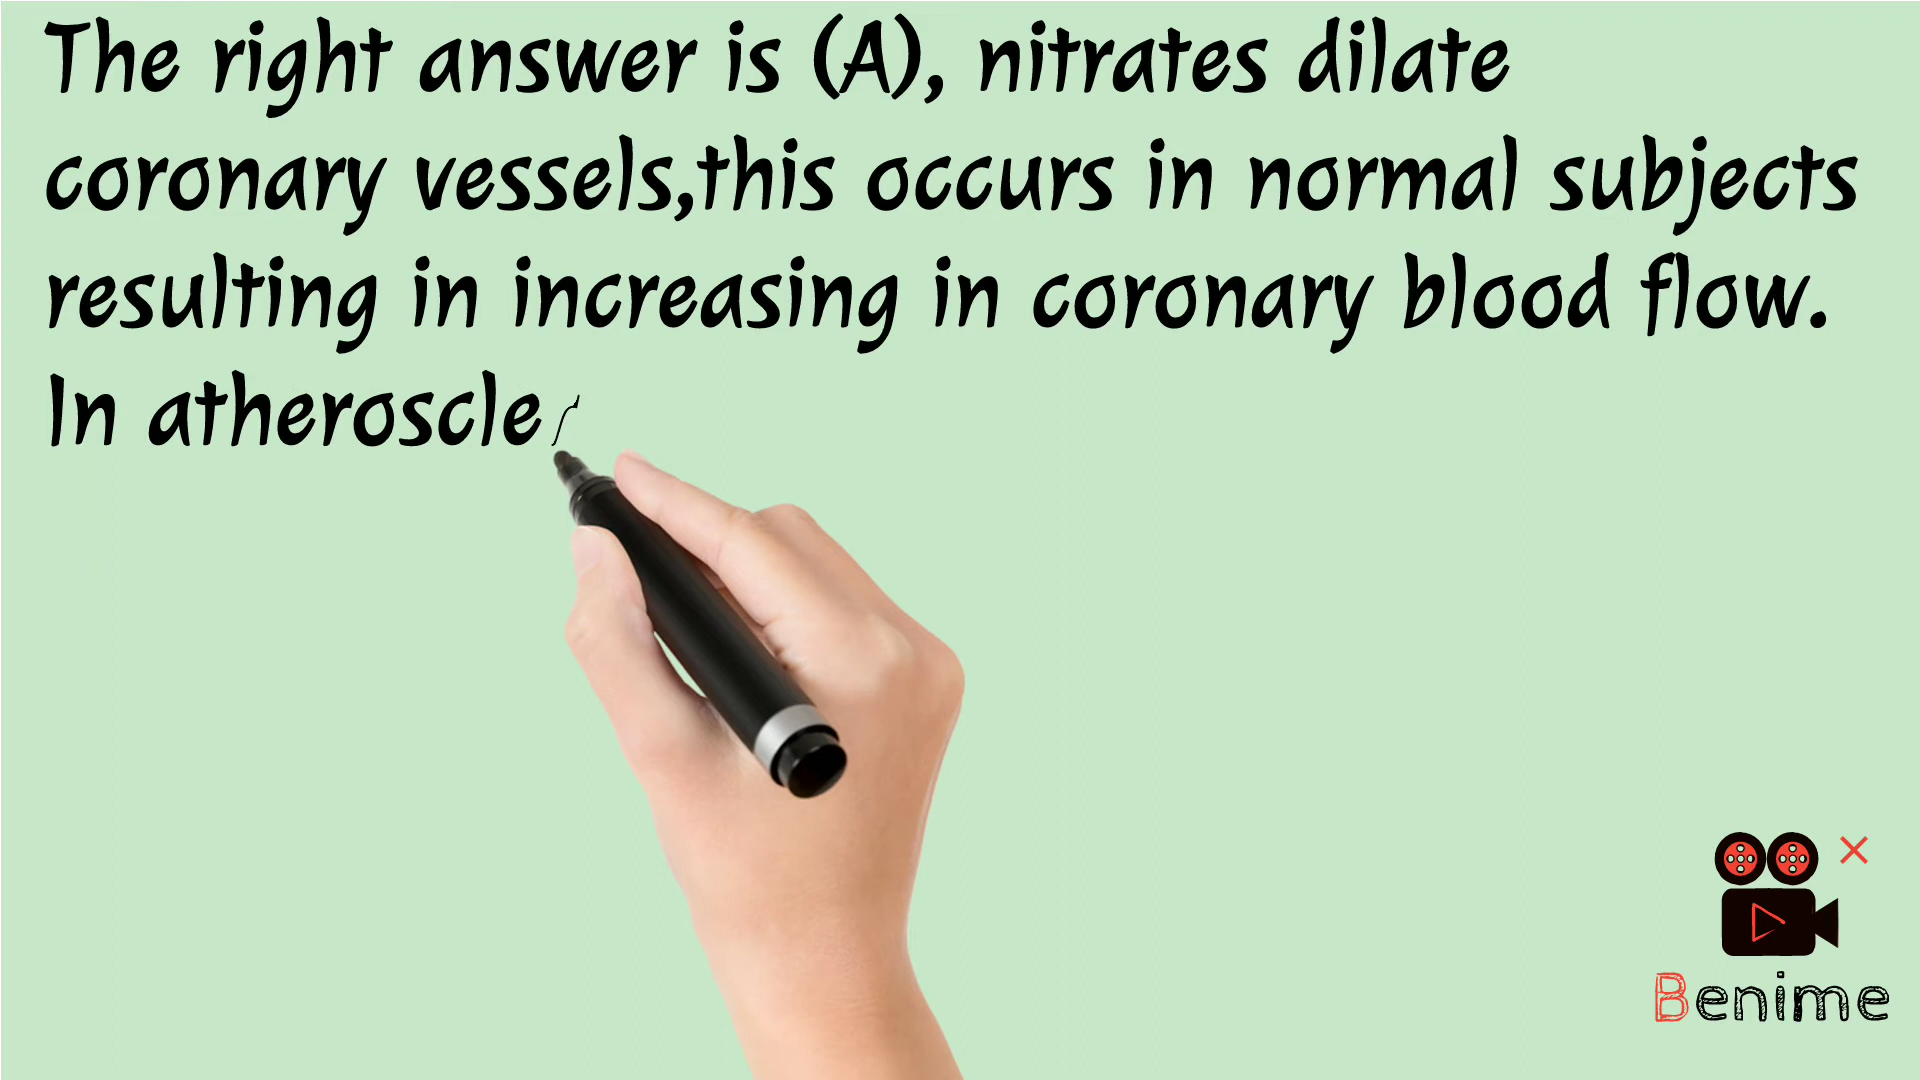 The right answer is (A), nitrates dilate
coronary vessels,this occurs in normal subjects
resulting in increasing in coronary blood flow.
In atheroscle
Benime